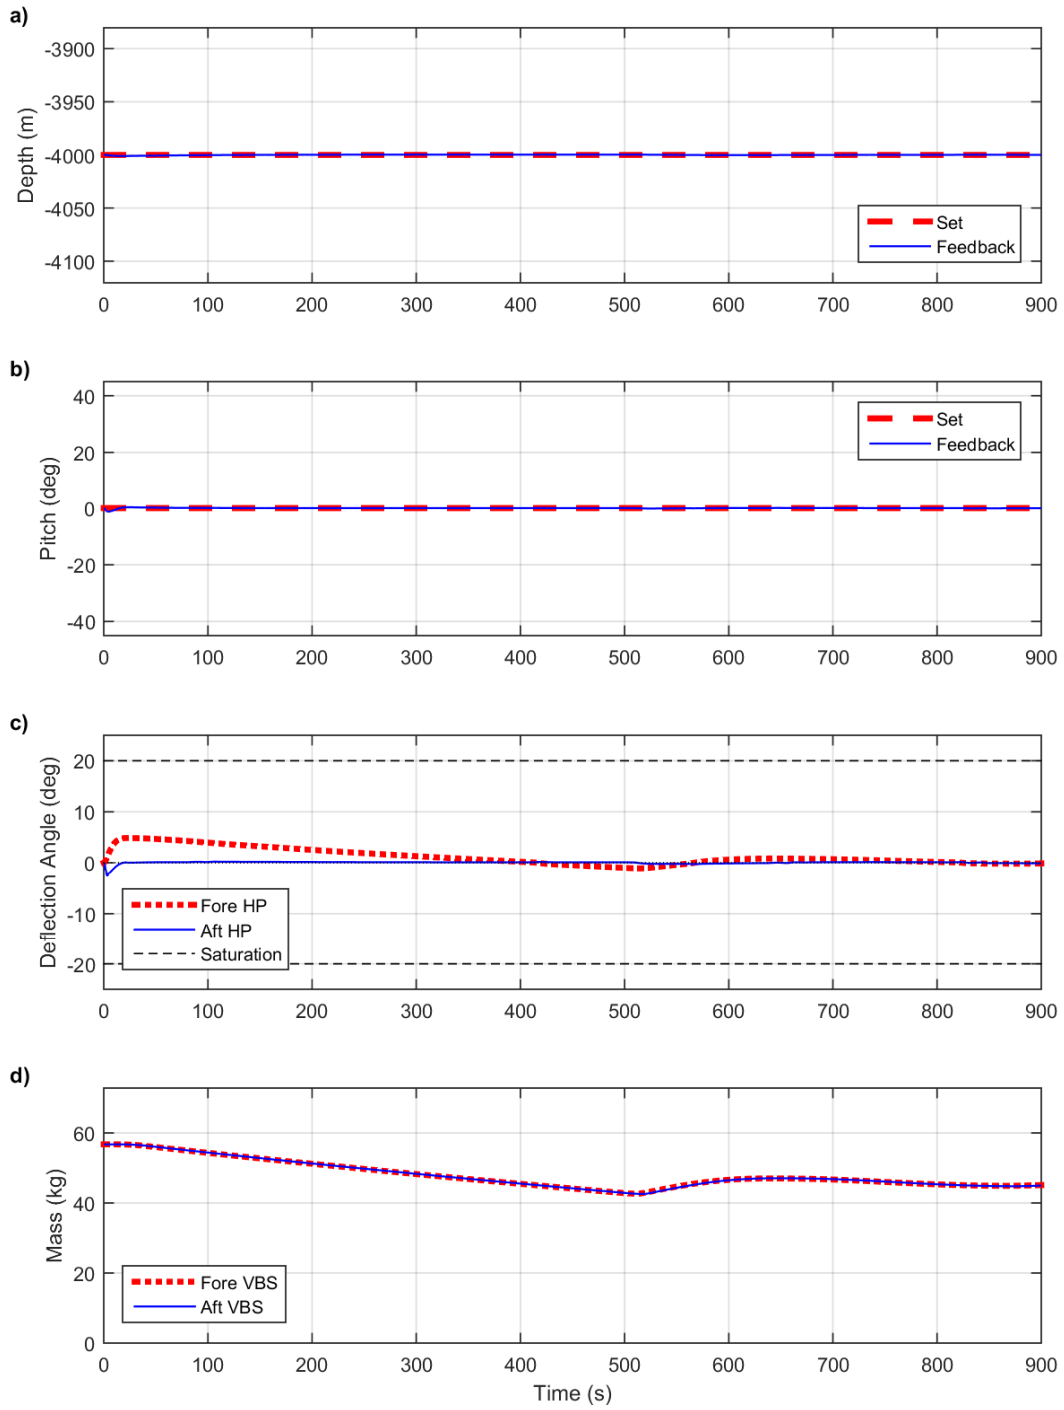 a)
Depth (m)
-3900
-3950
-4000
-4050
-4100
Set
Feedback
0 100 200 300 400 500 600 700 800 900
b)
Pitch (deg)
40
20
0
-20
-40
Set
Feedback
0 100 200 300 400 500 600 700 800 900
c)
Deflection Angle (deg)
20
10
0
-10
-20
Fore HP
Aft HP
Saturation
0 100 200 300 400 500 600 700 800 900
d)
Mass (kg)
60
40
20
0
Fore VBS
Aft VBS
0 100 200 300 400 500 600 700 800 900
Time (s)